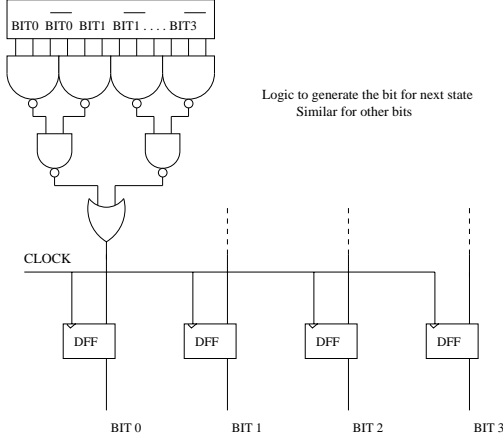 BIT0 BIT0 BIT1 BIT1 . . . . BIT3
Logic to generate the bit for next state
Similar for other bits
CLOCK
DFF DFF DFF DFF
BIT 0 BIT 1 BIT 2 BIT 3